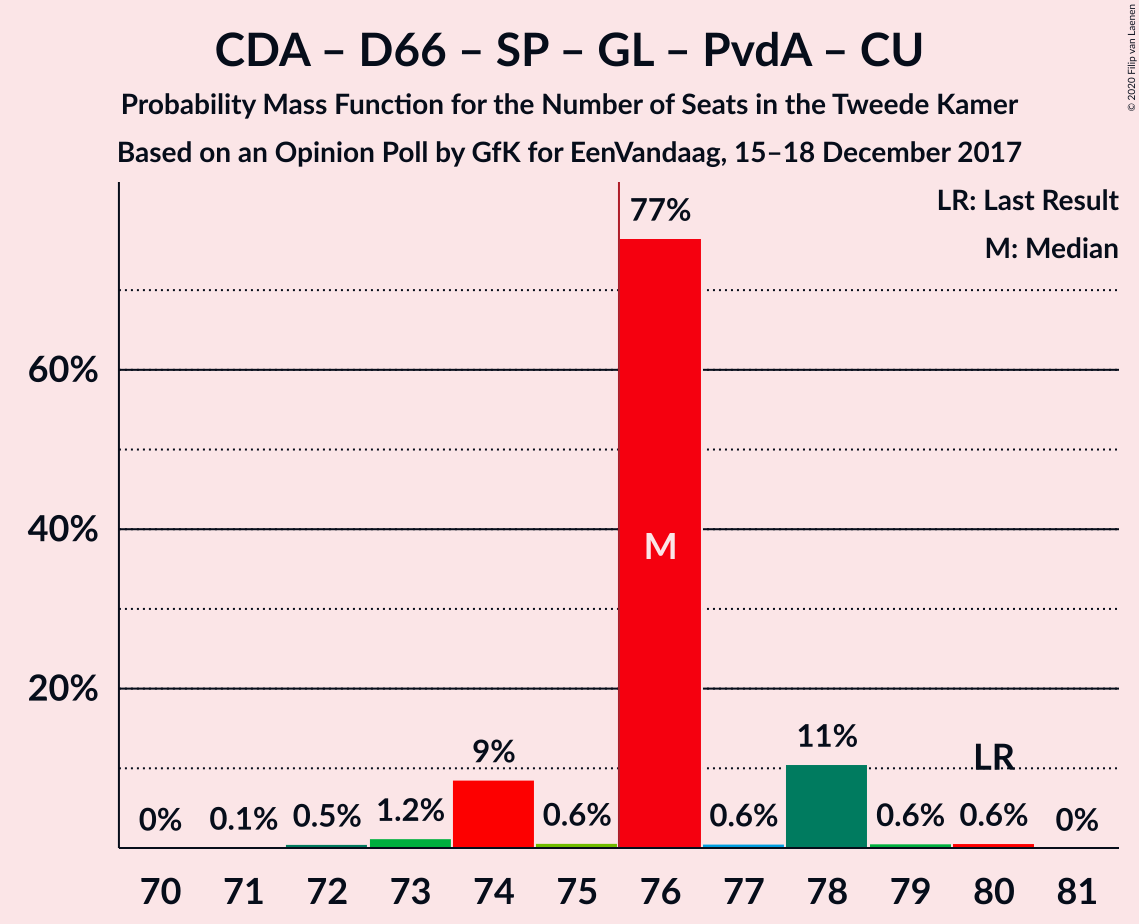 CDA – D66 – SP – GL – PvdA – CU
Probability Mass Function for the Number of Seats in the Tweede Kamer
Based on an Opinion Poll by GfK for EenVandaag, 15–18 December 2017
© 2020 Filip van Laenen
LR: Last Result
M: Median
77%
60%
40%
M
20%
11%
9%
LR
0%
0.1%
0.5%
1.2%
0.6%
0.6%
0.6%
0.6%
0%
70 71 72 73 74 75 76 77 78 79 80 81